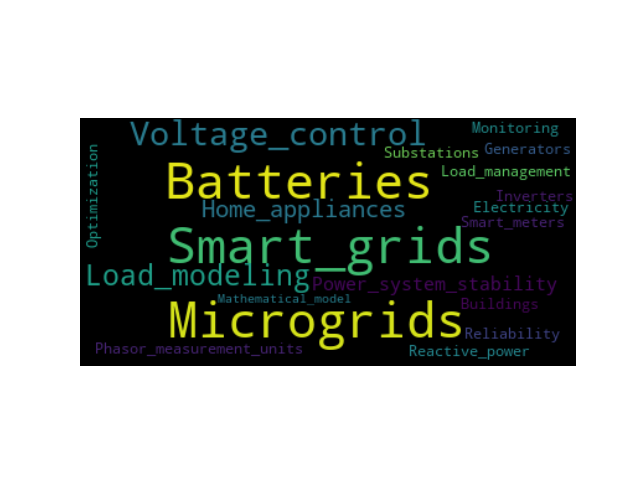 Voltage_control
Monitoring
Substations
Generators
Optimization
Batteries
Load_management
Inverters
Home_appliances
Electricity
Smart_meters
Smart_grids
Load_modeling
Power_system_stability
Mathematical_model
Buildings
Microgrids
Reliability
Phasor_measurement_units
Reactive_power